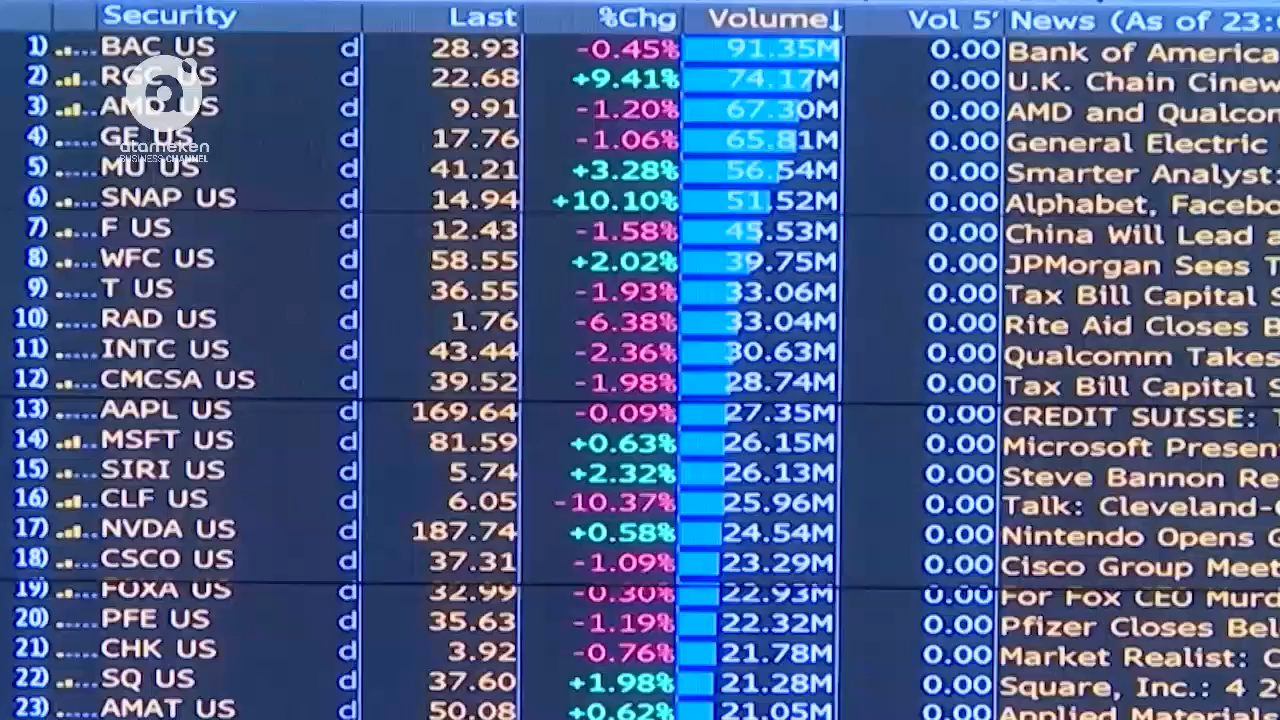 Security Last %Chg Volume↓ Vol 5' News (As of 23:
1) BAC US d 28.93 -0.45% 91.35M 0.00 Bank of America
2) RGC US d 22.68 +9.41% 74.17M 0.00 U.K. Chain Cinew
3) AMD US d 9.91 -1.20% 67.30M 0.00 AMD and Qualcom
4) GE US d 17.76 -1.06% 65.81M 0.00 General Electric
atameken
BUSINESS CHANNEL
5) MU US d 41.21 +3.28% 56.54M 0.00 Smarter Analyst:
6) SNAP US d 14.94 +10.10% 51.52M 0.00 Alphabet, Facebo
7) F US d 12.43 -1.58% 45.53M 0.00 China Will Lead a
8) WFC US d 58.55 +2.02% 39.75M 0.00 JPMorgan Sees T
9) T US d 36.55 -1.93% 33.06M 0.00 Tax Bill Capital S
10) RAD US d 1.76 -6.38% 33.04M 0.00 Rite Aid Closes B
11) INTC US d 43.44 -2.36% 30.63M 0.00 Qualcomm Takes
12) CMCSA US d 39.52 -1.98% 28.74M 0.00 Tax Bill Capital S
13) AAPL US d 169.64 -0.09% 27.35M 0.00 CREDIT SUISSE: T
14) MSFT US d 81.59 +0.63% 26.15M 0.00 Microsoft Presen
15) SIRI US d 5.74 +2.32% 26.13M 0.00 Steve Bannon Re
16) CLF US d 6.05 -10.37% 25.96M 0.00 Talk: Cleveland-C
17) NVDA US d 187.74 +0.58% 24.54M 0.00 Nintendo Opens G
18) CSCO US d 37.31 -1.09% 23.29M 0.00 Cisco Group Meet
19) FOXA US d 32.99 -0.30% 22.93M 0.00 For Fox CEO Murd
20) PFE US d 35.63 -1.19% 22.32M 0.00 Pfizer Closes Bel
21) CHK US d 3.92 -0.76% 21.78M 0.00 Market Realist: C
22) SQ US d 37.60 +1.98% 21.28M 0.00 Square, Inc.: 4 2
23) AMAT US d 50.08 +0.62% 21.05M 0.00 Applied Materials